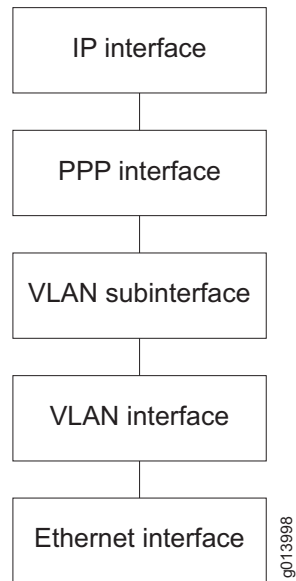 IP interface
PPP interface
VLAN subinterface
VLAN interface
Ethernet interface
g013998